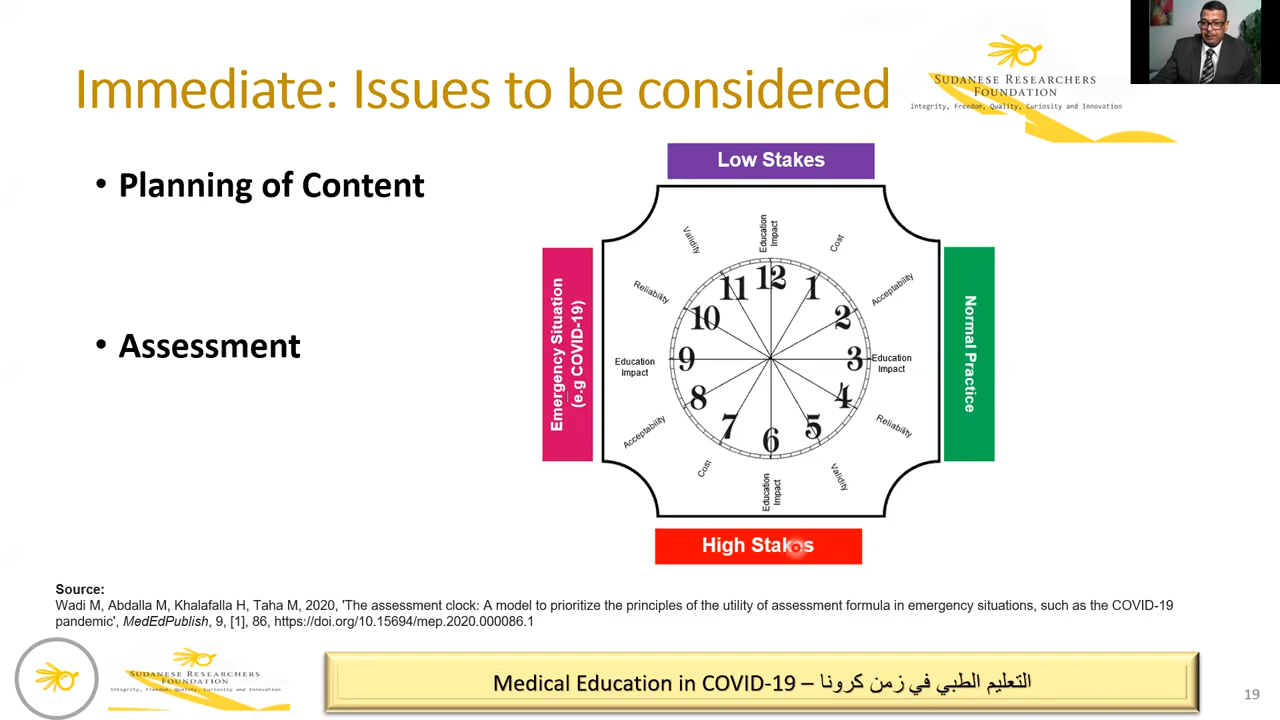 Immediate: Issues to be considered
SUDANESE RESEARCHERS
FOUNDATION
Integrity, Freedom, Quality, Curiosity and Innovation
• Planning of Content
• Assessment
Low Stakes
Emergency Situation
(e.g COVID-19)
Normal Practice
High Stakes
Education
Impact
Cost
Acceptability
Education
Impact
Reliability
Validity
Education
Impact
Cost
Acceptability
Education
Impact
Reliability
Validity
12
1
2
3
4
5
6
7
8
9
10
11
Source:
Wadi M, Abdalla M, Khalafalla H, Taha M, 2020, 'The assessment clock: A model to prioritize the principles of the utility of assessment formula in emergency situations, such as the COVID-19
pandemic', MedEdPublish, 9, [1], 86, https://doi.org/10.15694/mep.2020.000086.1
SUDANESE RESEARCHERS
FOUNDATION
Integrity, Freedom, Quality, Curiosity and Innovation
Medical Education in COVID-19 – التعليم الطبي في زمن كرونا
19